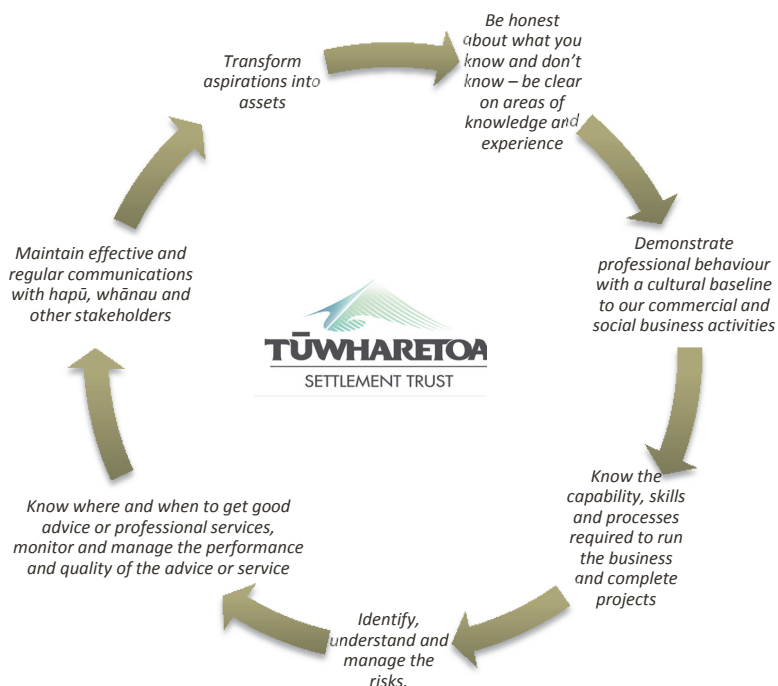 Transform
aspirations into
assets
Be honest
about what you
know and don't
know – be clear
on areas of
knowledge and
experience
Demonstrate
professional behaviour
with a cultural baseline
to our commercial and
social business activities
Know the
capability, skills
and processes
required to run
the business
and complete
projects
Identify,
understand and
manage the
risks.
Know where and when to get good
advice or professional services,
monitor and manage the performance
and quality of the advice or service
Maintain effective and
regular communications
with hapū, whānau and
other stakeholders
TŪWHARETOA
SETTLEMENT TRUST